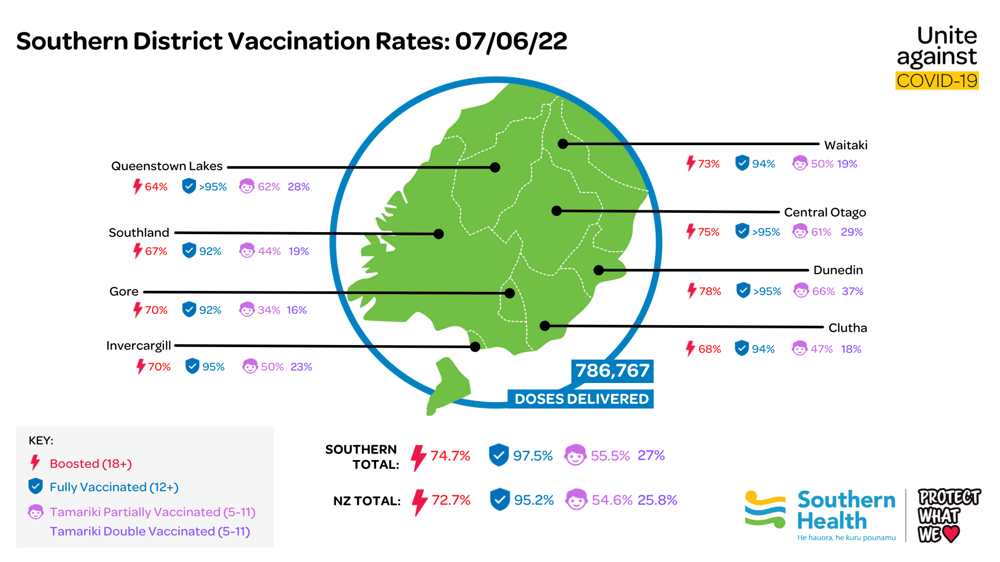 Southern District Vaccination Rates: 07/06/22
Unite
against
COVID-19
Queenstown Lakes
64% >95% 62% 28%
Southland
67% 92% 44% 19%
Gore
70% 92% 34% 16%
Invercargill
70% 95% 50% 23%
Waitaki
73% 94% 50% 19%
Central Otago
75% >95% 61% 29%
Dunedin
78% >95% 66% 37%
Clutha
68% 94% 47% 18%
786,767
DOSES DELIVERED
KEY:
Boosted (18+)
Fully Vaccinated (12+)
Tamariki Partially Vaccinated (5-11)
Tamariki Double Vaccinated (5-11)
SOUTHERN
TOTAL: 74.7% 97.5% 55.5% 27%
NZ TOTAL: 72.7% 95.2% 54.6% 25.8%
Southern
Health
He hauora, he kuru pounamu
PROTECT
WHAT
WE